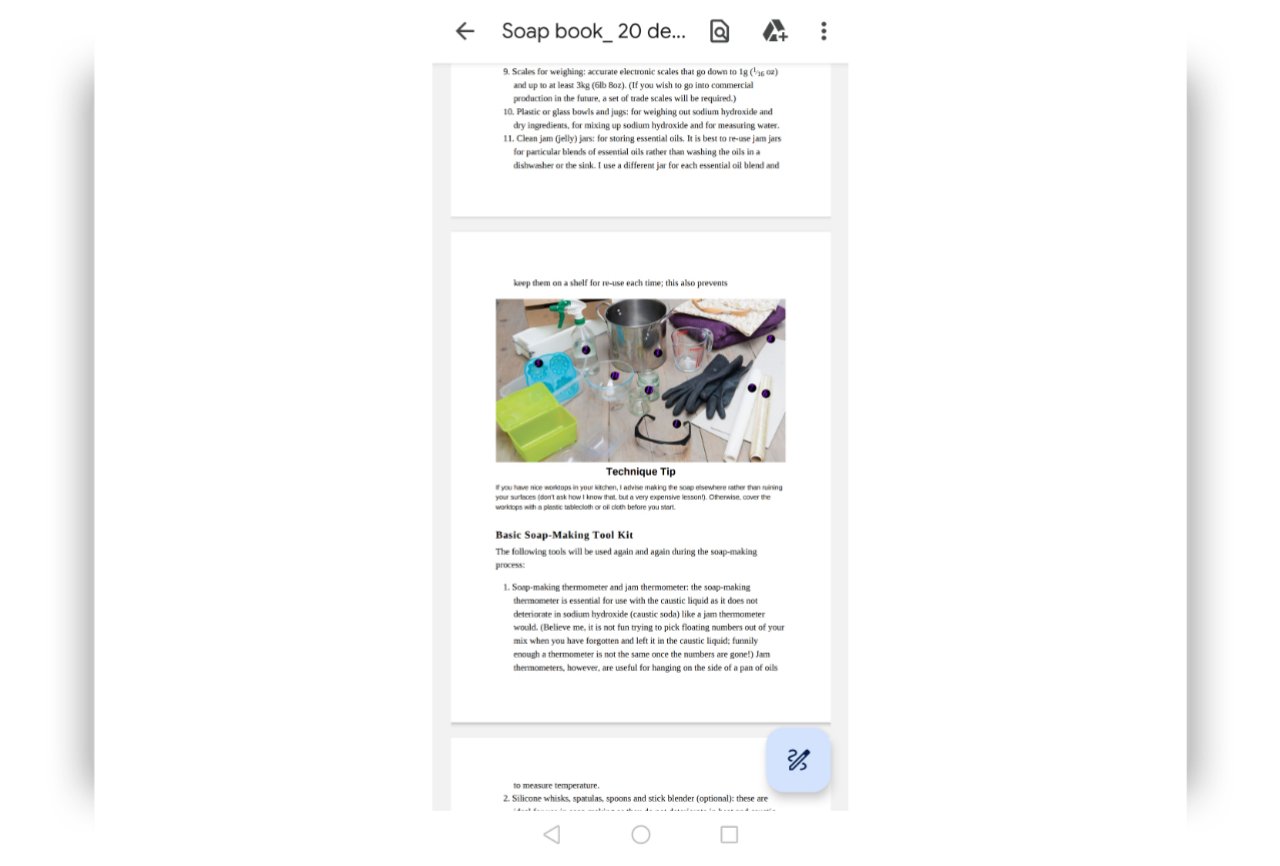 Soap book_ 20 de...
9. Scales for weighing: accurate electronic scales that go down to 1g (1/16 oz)
and up to at least 3kg (6lb 8oz). (If you wish to go into commercial
production in the future, a set of trade scales will be required.)
10. Plastic or glass bowls and jugs: for weighing out sodium hydroxide and
dry ingredients, for mixing up sodium hydroxide and for measuring water.
11. Clean jam (jelly) jars: for storing essential oils. It is best to re-use jam jars
for particular blends of essential oils rather than washing the oils in a
dishwasher or the sink. I use a different jar for each essential oil blend and
keep them on a shelf for re-use each time; this also prevents
Technique Tip
If you have nice worktops in your kitchen, I advise making the soap elsewhere rather than ruining
your surfaces (don't ask how I know that, but a very expensive lesson!). Otherwise, cover the
worktops with a plastic tablecloth or oil cloth before you start.
Basic Soap-Making Tool Kit
The following tools will be used again and again during the soap-making
process:
1. Soap-making thermometer and jam thermometer: the soap-making
thermometer is essential for use with the caustic liquid as it does not
deteriorate in sodium hydroxide (caustic soda) like a jam thermometer
would. (Believe me, it is not fun trying to pick floating numbers out of your
mix when you have forgotten and left it in the caustic liquid; funnily
enough a thermometer is not the same once the numbers are gone!) Jam
thermometers, however, are useful for hanging on the side of a pan of oils
to measure temperature.
2. Silicone whisks, spatulas, spoons and stick blender (optional): these are